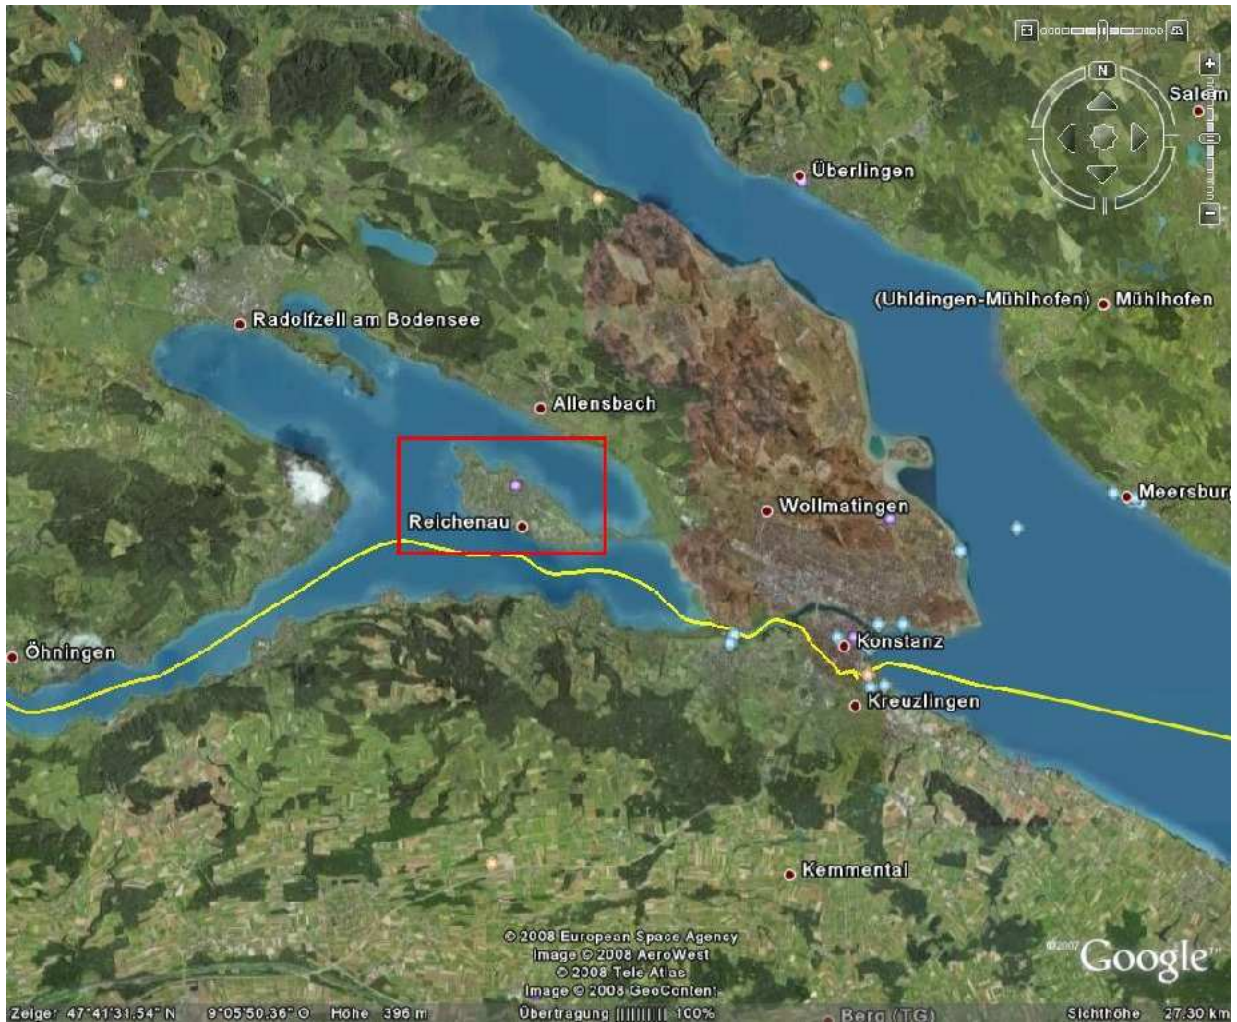 N
Salem
Überlingen
(Uhldingen-Mühlhofen) Mühlhofen
Radolfzell am Bodensee
Allensbach
Meersburg
Wollmatingen
Reichenau
Konstanz
Öhningen
Kreuzlingen
Kemmental
© 2008 European Space Agency
Image © 2008 AeroWest
© 2008 Tele Atlas
Image © 2008 GeoContent
©2007 Google™
Zeiger 47°41'31.54" N 9°05'50.36" O Höhe 396 m Übertragung 100% Berg (TG) Sichthöhe 27.30 km